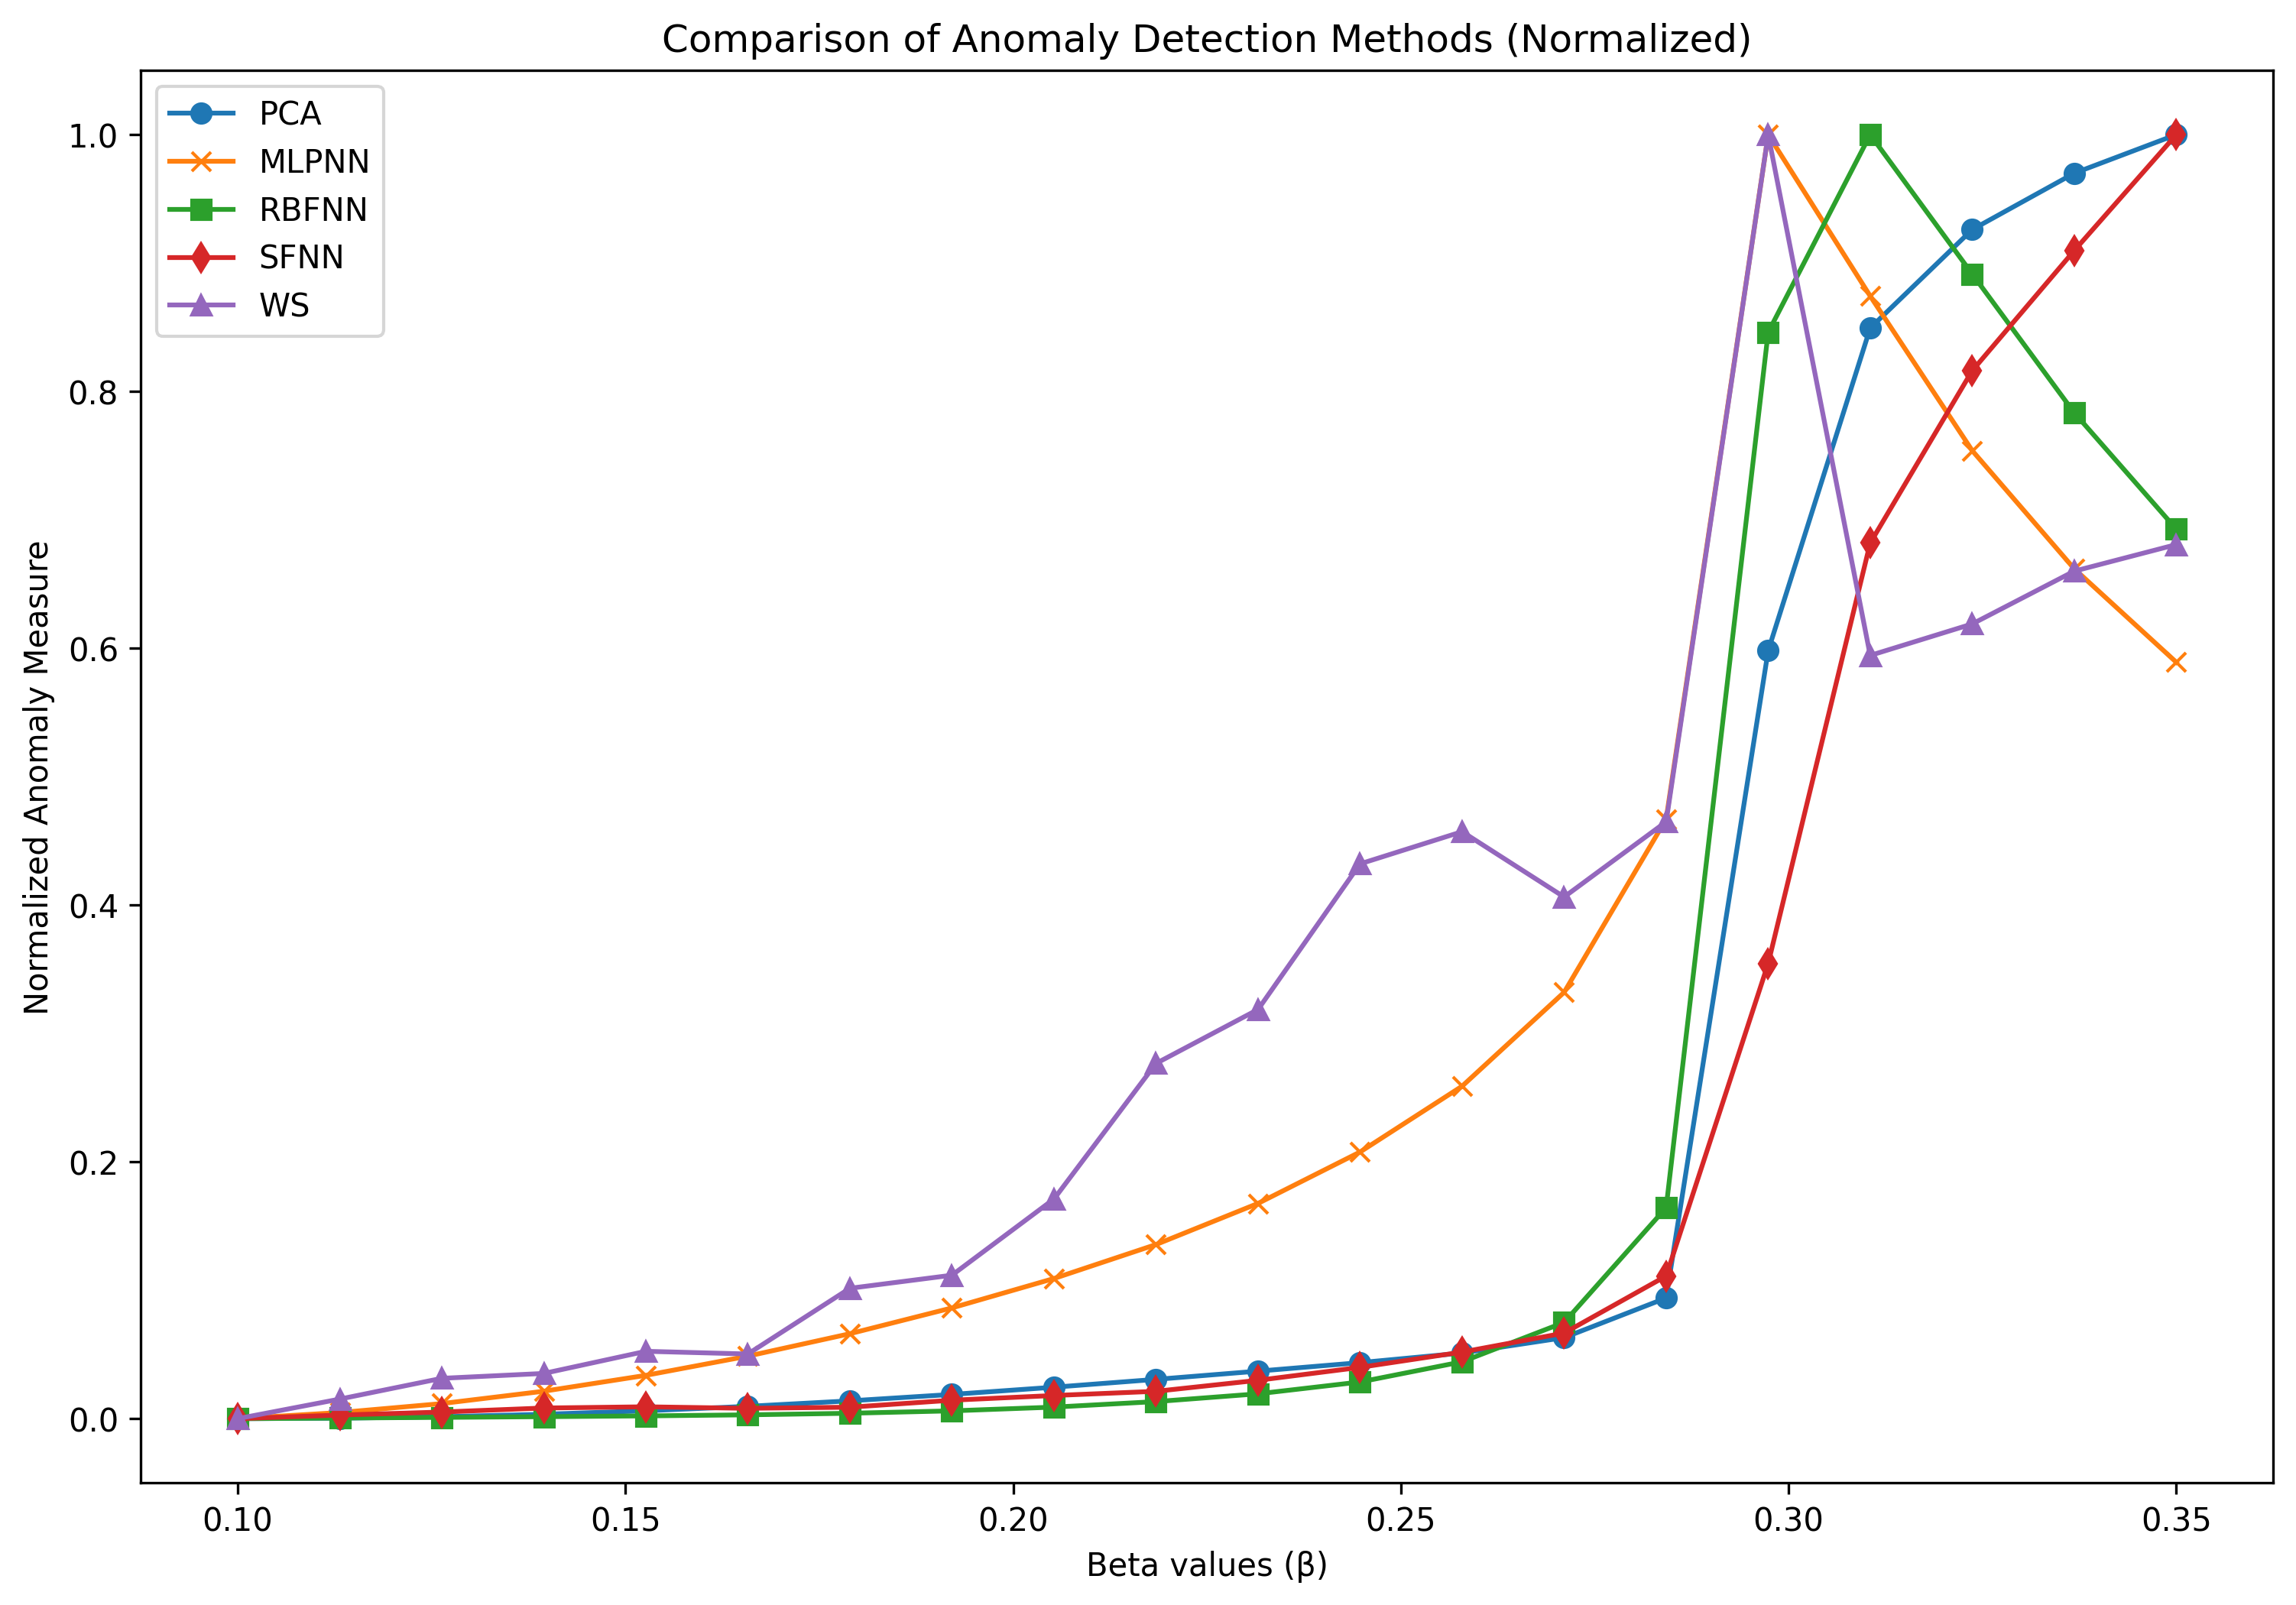 Comparison of Anomaly Detection Methods (Normalized)
PCA
MLPNN
RBFNN
SFNN
WS
Normalized Anomaly Measure
1.0
0.8
0.6
0.4
0.2
0.0
0.10 0.15 0.20 0.25 0.30 0.35
Beta values (β)